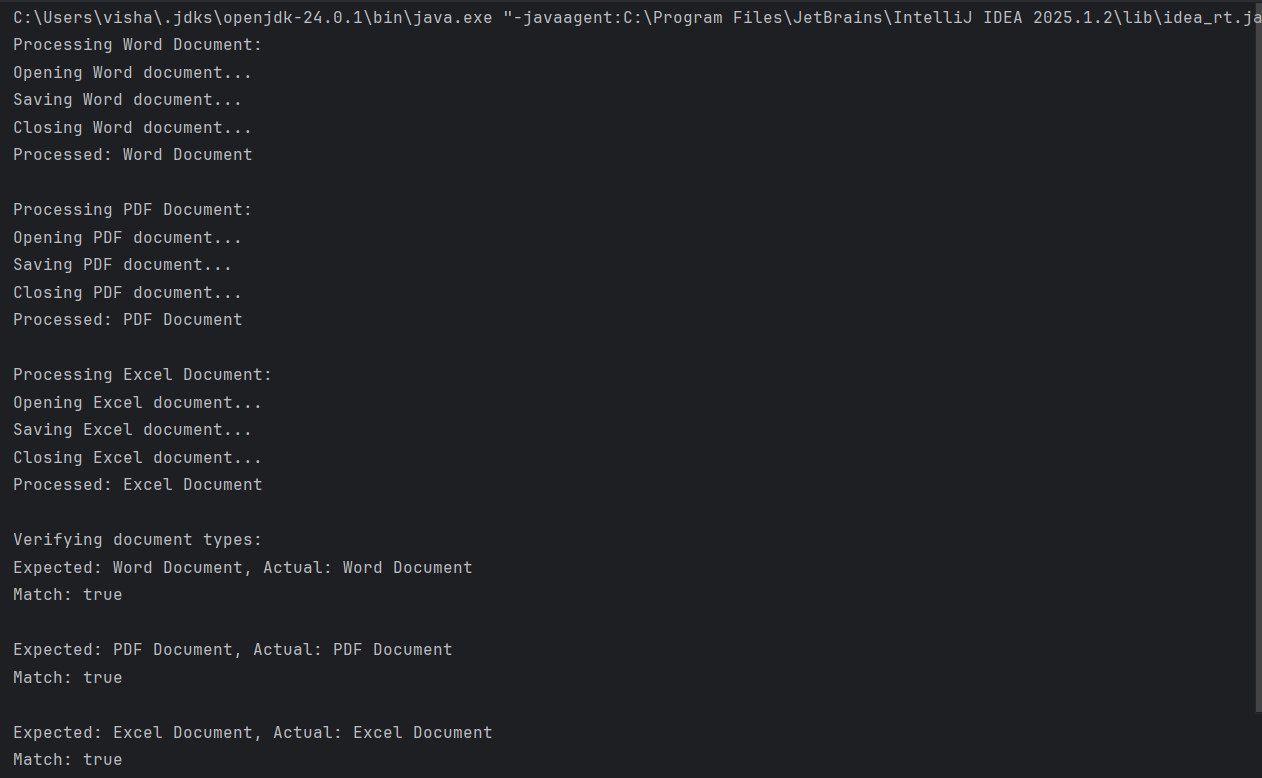 C:\Users\visha\.jdks\openjdk-24.0.1\bin\java.exe "-javaagent:C:\Program Files\JetBrains\IntelliJ IDEA 2025.1.2\lib\idea_rt.ja
Processing Word Document:
Opening Word document...
Saving Word document...
Closing Word document...
Processed: Word Document
Processing PDF Document:
Opening PDF document...
Saving PDF document...
Closing PDF document...
Processed: PDF Document
Processing Excel Document:
Opening Excel document...
Saving Excel document...
Closing Excel document...
Processed: Excel Document
Verifying document types:
Expected: Word Document, Actual: Word Document
Match: true
Expected: PDF Document, Actual: PDF Document
Match: true
Expected: Excel Document, Actual: Excel Document
Match: true